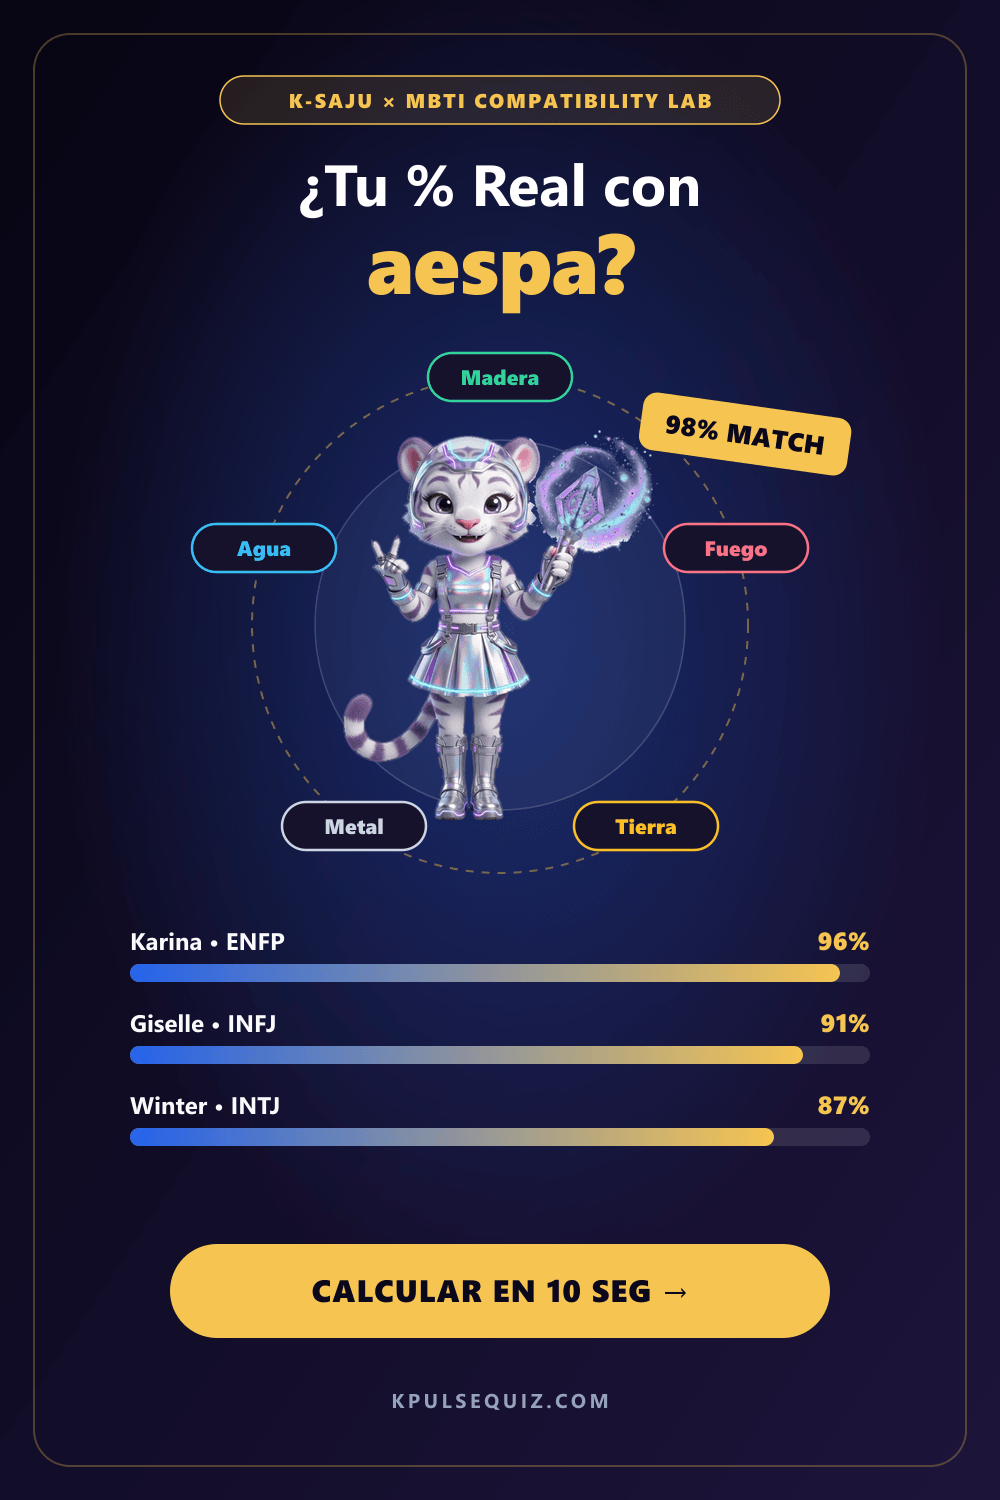 K-SAJU × MBTI COMPATIBILITY LAB
¿Tu % Real con
aespa?
Madera
98% MATCH
Agua
Fuego
Metal
Tierra
Karina • ENFP 96%
Giselle • INFJ 91%
Winter • INTJ 87%
CALCULAR EN 10 SEG →
KPULSEQUIZ.COM